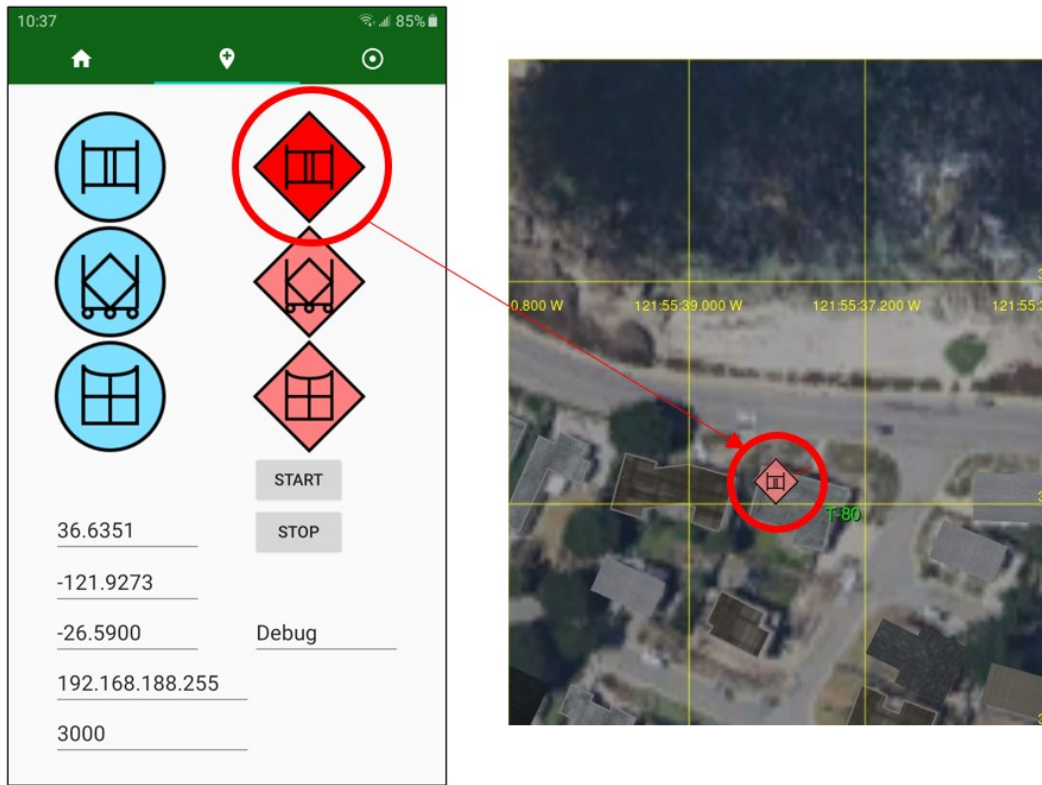 10:37
85%
START
36.6351
STOP
-121.9273
-26.5900
Debug
192.168.188.255
3000
0.800 W
121:55:39.000 W
121:55:37.200 W
T-80